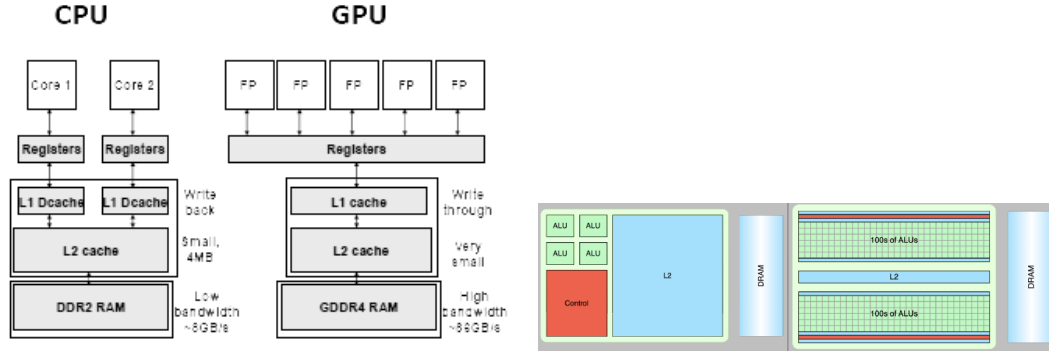 CPU
GPU
Core 1
Core 2
FP
FP
FP
FP
FP
Registers
Registers
Registers
L1 Dcache
L1 Dcache
Write
back
L1 cache
Write
through
L2 cache
Small,
4MB
L2 cache
Very
small
DDR2 RAM
Low
bandwidth
GDDR4 RAM
High
bandwidth
ALU
ALU
ALU
ALU
Control
L2
DRAM
100s of ALUs
L2
100s of ALUs
DRAM